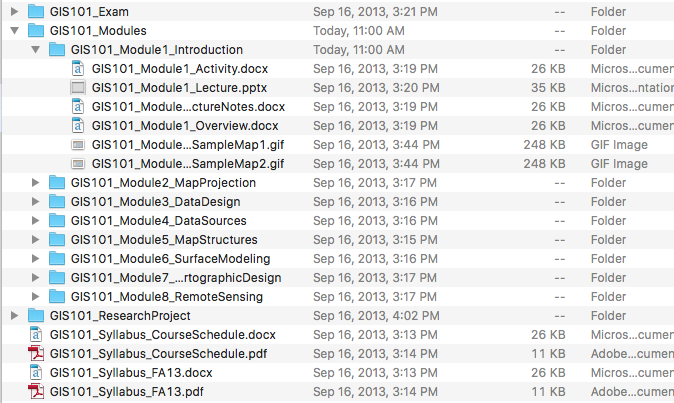 GIS101_Exam Sep 16, 2013, 3:21 PM -- Folder
GIS101_Modules Today, 11:00 AM -- Folder
GIS101_Module1_Introduction Today, 11:00 AM -- Folder
GIS101_Module1_Activity.docx Sep 16, 2013, 3:19 PM 26 KB Micros...cument
GIS101_Module1_Lecture.pptx Sep 16, 2013, 3:20 PM 35 KB Micros...ntation
GIS101_Module...ctureNotes.docx Sep 16, 2013, 3:19 PM 26 KB Micros...cument
GIS101_Module1_Overview.docx Sep 16, 2013, 3:19 PM 26 KB Micros...cument
GIS101_Module...SampleMap1.gif Sep 16, 2013, 3:44 PM 248 KB GIF Image
GIS101_Module...SampleMap2.gif Sep 16, 2013, 3:44 PM 248 KB GIF Image
GIS101_Module2_MapProjection Sep 16, 2013, 3:17 PM -- Folder
GIS101_Module3_DataDesign Sep 16, 2013, 3:16 PM -- Folder
GIS101_Module4_DataSources Sep 16, 2013, 3:16 PM -- Folder
GIS101_Module5_MapStructures Sep 16, 2013, 3:15 PM -- Folder
GIS101_Module6_SurfaceModeling Sep 16, 2013, 3:16 PM -- Folder
GIS101_Module7_...rtographicDesign Sep 16, 2013, 3:17 PM -- Folder
GIS101_Module8_RemoteSensing Sep 16, 2013, 3:17 PM -- Folder
GIS101_ResearchProject Sep 16, 2013, 4:02 PM -- Folder
GIS101_Syllabus_CourseSchedule.docx Sep 16, 2013, 3:13 PM 26 KB Micros...cument
GIS101_Syllabus_CourseSchedule.pdf Sep 16, 2013, 3:14 PM 11 KB Adobe...cument
GIS101_Syllabus_FA13.docx Sep 16, 2013, 3:13 PM 26 KB Micros...cument
GIS101_Syllabus_FA13.pdf Sep 16, 2013, 3:14 PM 11 KB Adobe...cument